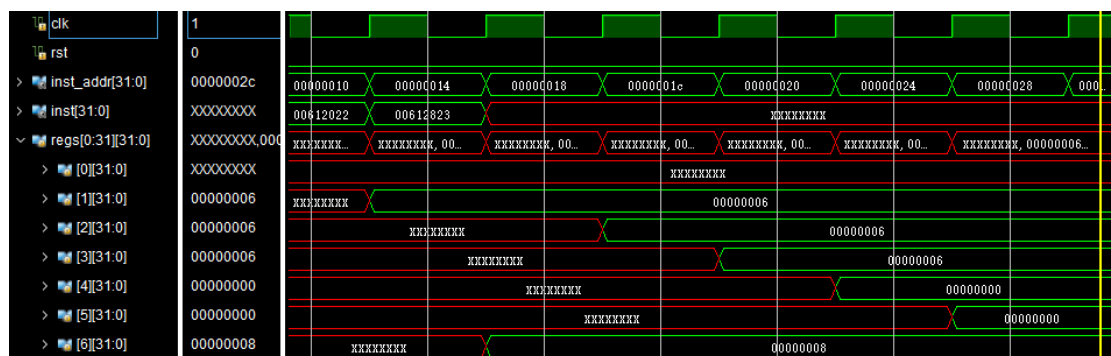 clk 1
rst 0
inst_addr[31:0] 0000002c 00000010 00000014 00000018 0000001c 00000020 00000024 00000028 000..
inst[31:0] XXXXXXXX 00612022 00612823 XXXXXXXX
regs[0:31][31:0] XXXXXXXX,000 XXXXXXX... XXXXXXXX, 00... XXXXXXXX, 00... XXXXXXXX, 00... XXXXXXXX, 00... XXXXXXXX, 00... XXXXXXXX, 00000006...
[0][31:0] XXXXXXXX XXXXXXXX
[1][31:0] 00000006 XXXXXXXX 00000006
[2][31:0] 00000006 XXXXXXXX 00000006
[3][31:0] 00000006 XXXXXXXX 00000006
[4][31:0] 00000000 XXXXXXXX 00000000
[5][31:0] 00000000 XXXXXXXX 00000000
[6][31:0] 00000008 XXXXXXXX 00000008